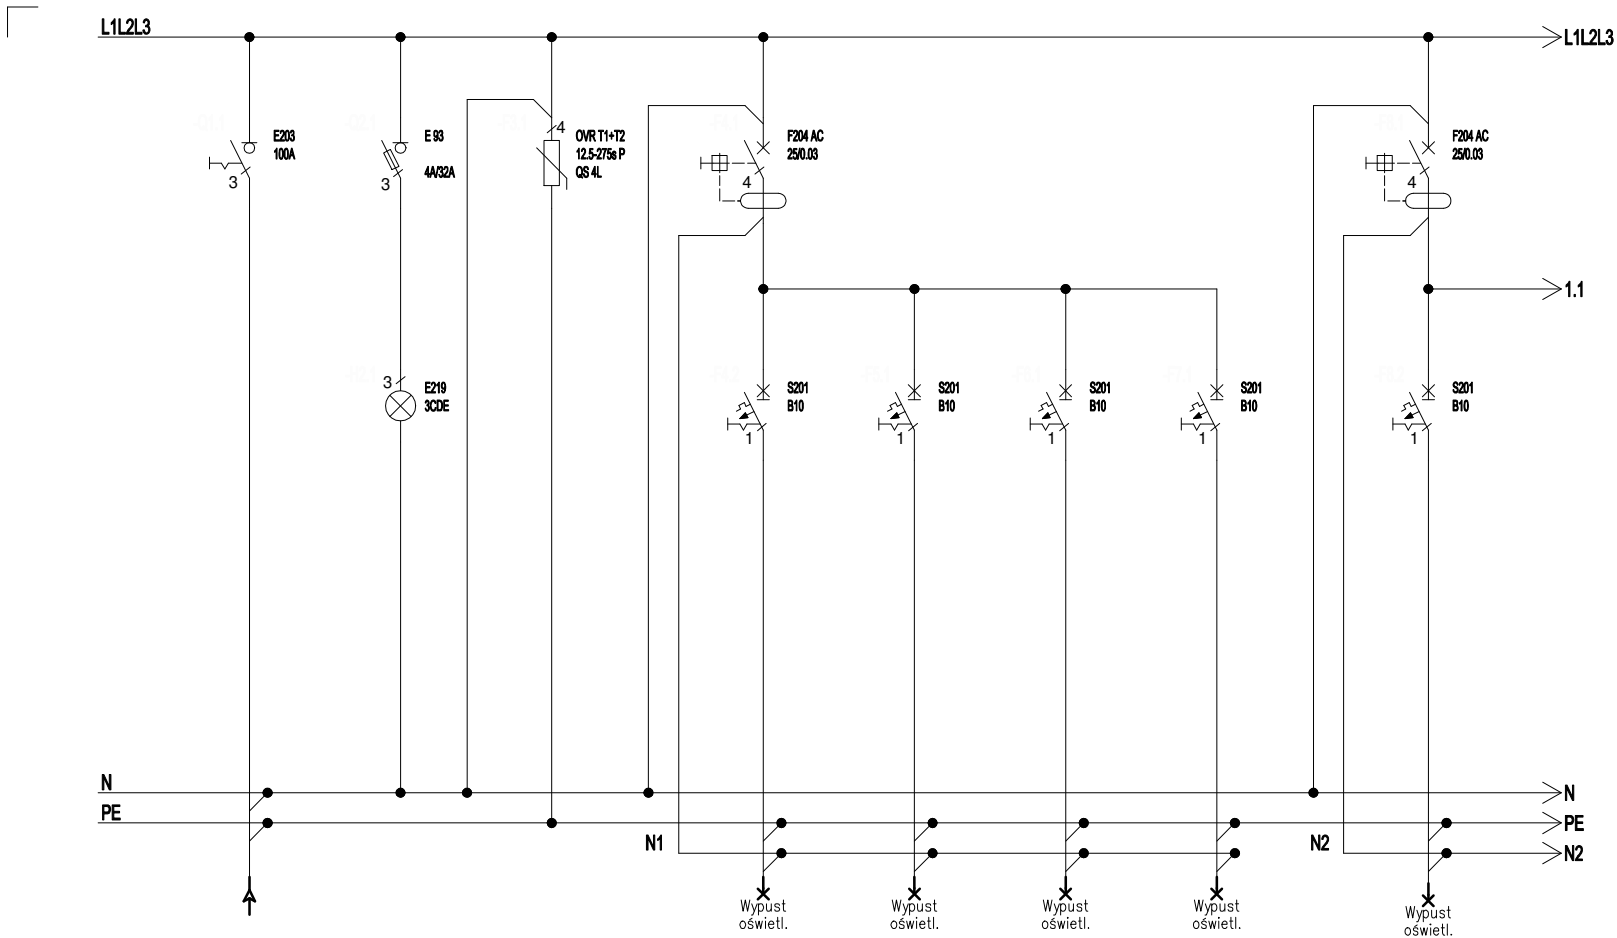 L1L2L3
L1L2L3
E203
100A
3
E 93
4A/32A
3
4
OVR T1+T2
12.5-275s P
QS 4L
F204 AC
25/0.03
4
F204 AC
25/0.03
4
1.1
3
E219
3CDE
S201
B10
1
S201
B10
1
S201
B10
1
S201
B10
1
S201
B10
1
N
N
PE
PE
N1
N2
N2
Wypust
oświetl.
Wypust
oświetl.
Wypust
oświetl.
Wypust
oświetl.
Wypust
oświetl.